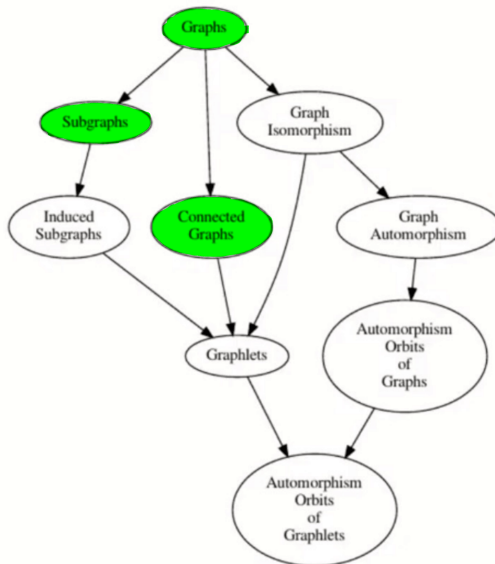 Graphs
Subgraphs
Graph
Isomorphism
Induced
Subgraphs
Connected
Graphs
Graph
Automorphism
Graphlets
Automorphism
Orbits
of
Graphs
Automorphism
Orbits
of
Graphlets